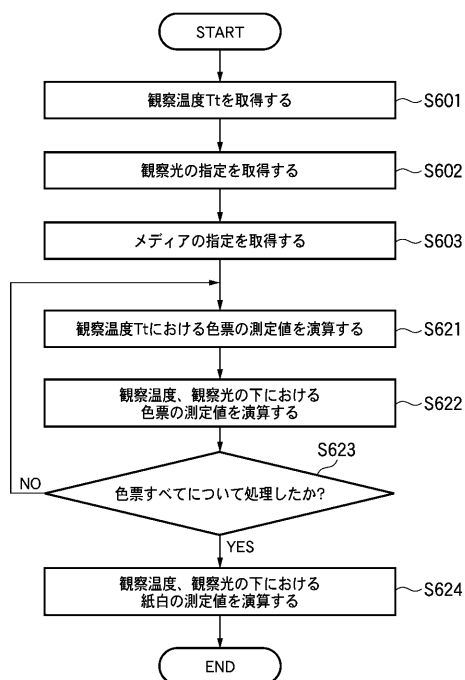 START
観察温度Ttを取得する
S601
観察光の指定を取得する
S602
メディアの指定を取得する
S603
観察温度Ttにおける色票の測定値を演算する
S621
観察温度、観察光の下における
色票の測定値を演算する
S622
S623
色票すべてについて処理したか?
NO
YES
観察温度、観察光の下における
紙白の測定値を演算する
S624
END